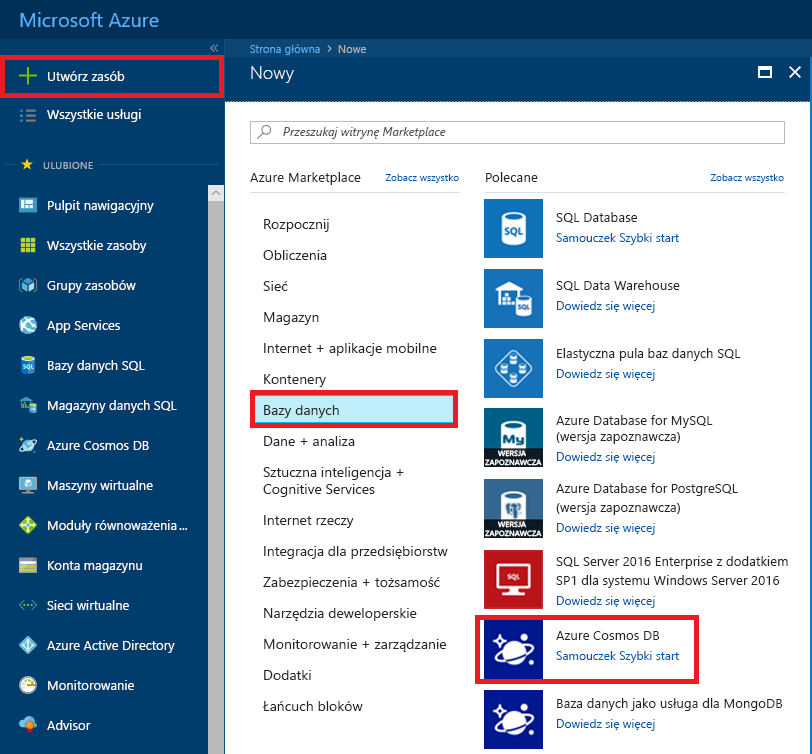 Microsoft Azure
Utwórz zasób
Wszystkie usługi
ULUBIONE
Pulpit nawigacyjny
Wszystkie zasoby
Grupy zasobów
App Services
Bazy danych SQL
Magazyny danych SQL
Azure Cosmos DB
Maszyny wirtualne
Moduły równoważenia...
Konta magazynu
Sieci wirtualne
Azure Active Directory
Monitorowanie
Advisor
Strona główna > Nowe
Nowy
Przeszukaj witrynę Marketplace
Azure Marketplace Zobacz wszystko
Rozpocznij
Obliczenia
Sieć
Magazyn
Internet + aplikacje mobilne
Kontenery
Bazy danych
Dane + analiza
Sztuczna inteligencja +
Cognitive Services
Internet rzeczy
Integracja dla przedsiębiorstw
Zabezpieczenia + tożsamość
Narzędzia deweloperskie
Monitorowanie + zarządzanie
Dodatki
Łańcuch bloków
Polecane Zobacz wszystko
SQL
SQL Database
Samouczek Szybki start
SQL
SQL Data Warehouse
Dowiedz się więcej
Elastyczna pula baz danych SQL
Dowiedz się więcej
My
WERSJA
ZAPOZNAWCZA
Azure Database for MySQL
(wersja zapoznawcza)
Dowiedz się więcej
WERSJA
ZAPOZNAWCZA
Azure Database for PostgreSQL
(wersja zapoznawcza)
Dowiedz się więcej
SQL
SQL Server 2016 Enterprise z dodatkiem
SP1 dla systemu Windows Server 2016
Dowiedz się więcej
Azure Cosmos DB
Samouczek Szybki start
Baza danych jako usługa dla MongoDB
Dowiedz się więcej